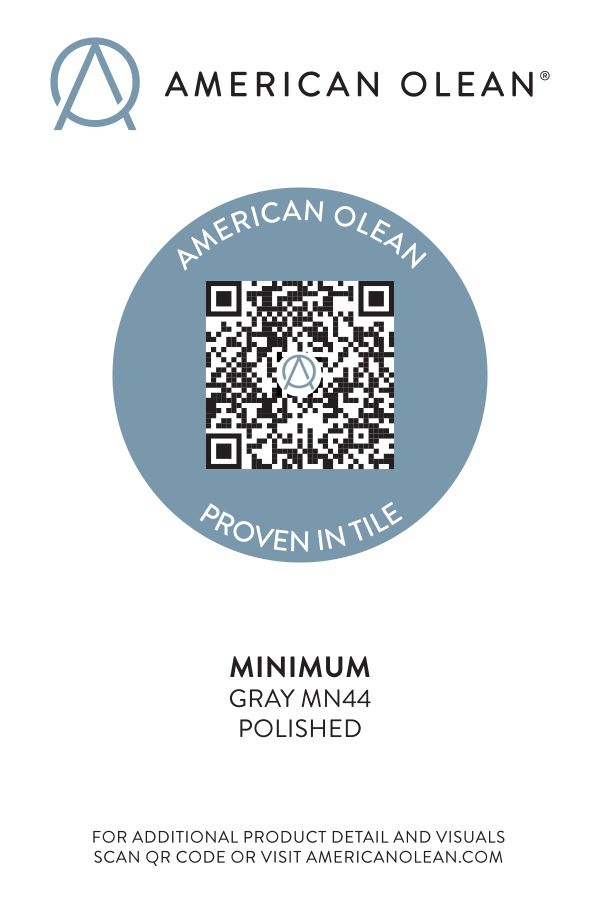 AMERICAN OLEAN®
AMERICAN OLEAN
PROVEN IN TILE
MINIMUM
GRAY MN44
POLISHED
FOR ADDITIONAL PRODUCT DETAIL AND VISUALS
SCAN QR CODE OR VISIT AMERICANOLEAN.COM